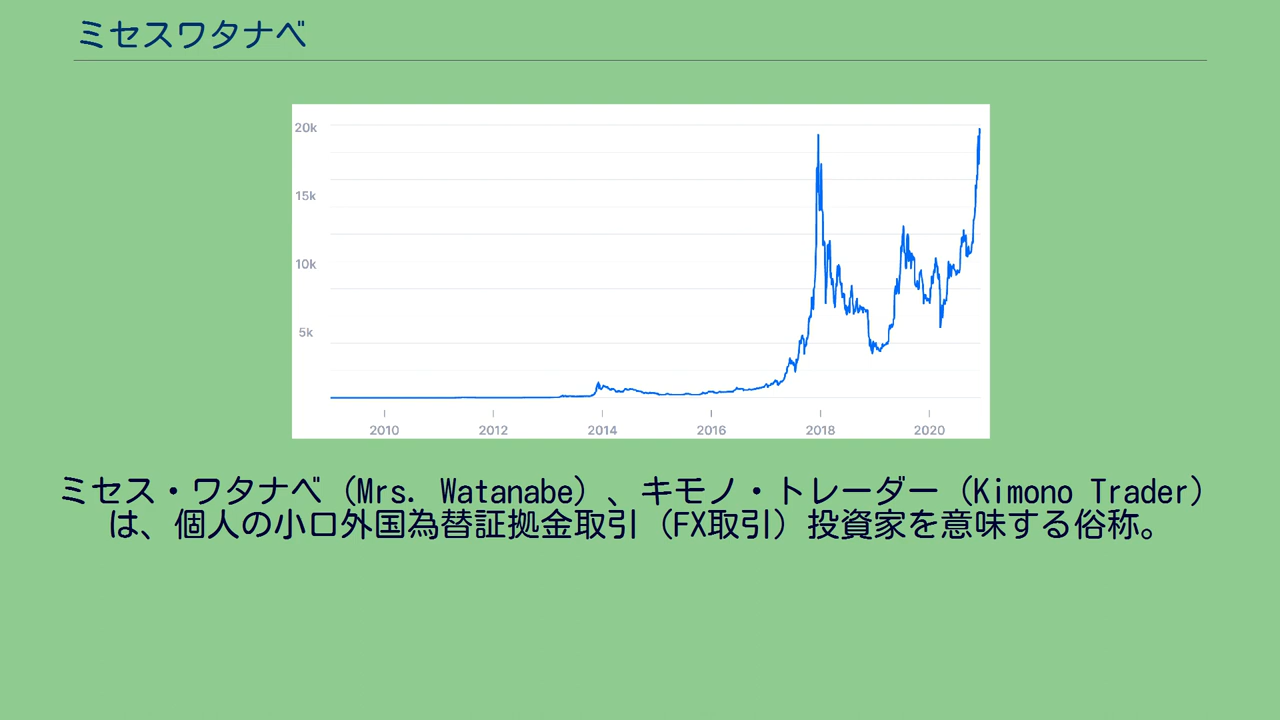 ミセスワタナベ
20k
15k
10k
5k
2010 2012 2014 2016 2018 2020
ミセス・ワタナベ（Mrs. Watanabe）、キモノ・トレーダー（Kimono Trader）
は、個人の小口外国為替証拠金取引（FX取引）投資家を意味する俗称。